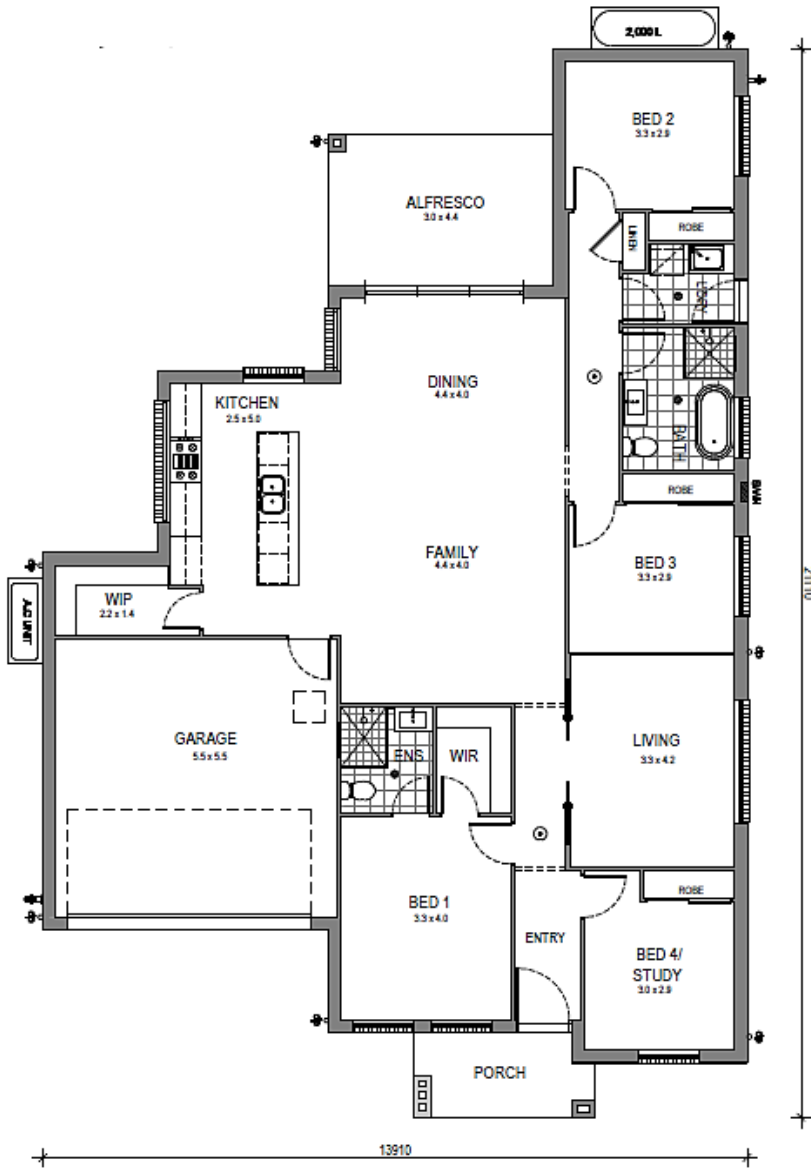 2,000 L
BED 2
3.3 x 2.9
ALFRESCO
3.0 x 4.4
ROBE
LINEN
L'DRY
DINING
4.4 x 4.0
KITCHEN
2.5 x 5.0
BATH
ROBE
FAMILY
4.4 x 4.0
BED 3
3.3 x 2.9
WIP
2.2 x 1.4
A.C UNIT
21110
GARAGE
5.5 x 5.5
ENS
WIR
LIVING
3.3 x 4.2
BED 1
3.3 x 4.0
ROBE
ENTRY
BED 4/
STUDY
3.0 x 2.9
PORCH
13910